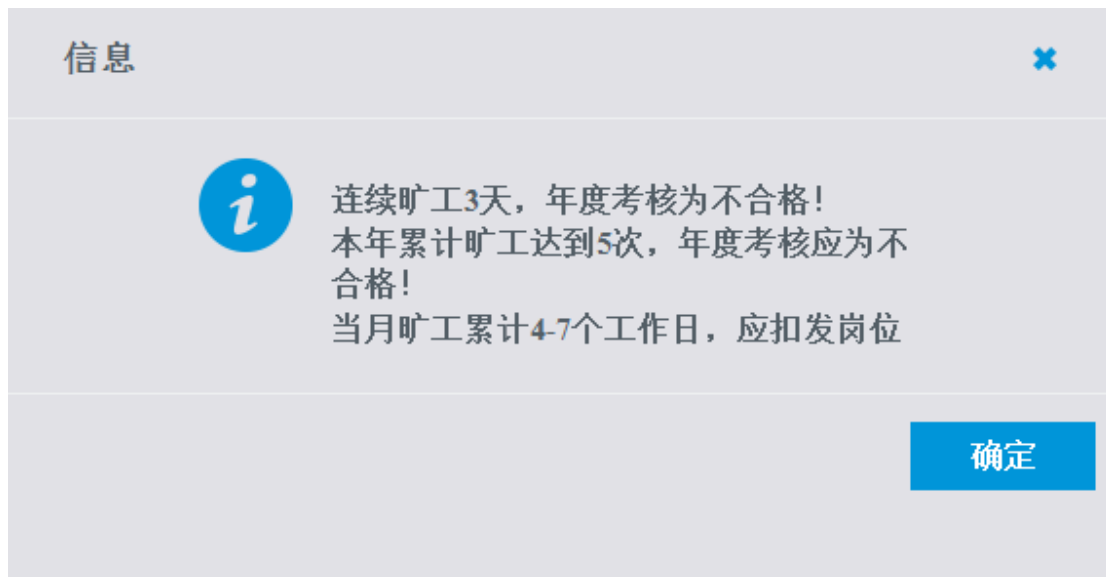 信息
连续旷工3天，年度考核为不合格！
本年累计旷工达到5次，年度考核应为不
合格！
当月旷工累计4-7个工作日，应扣发岗位
确定